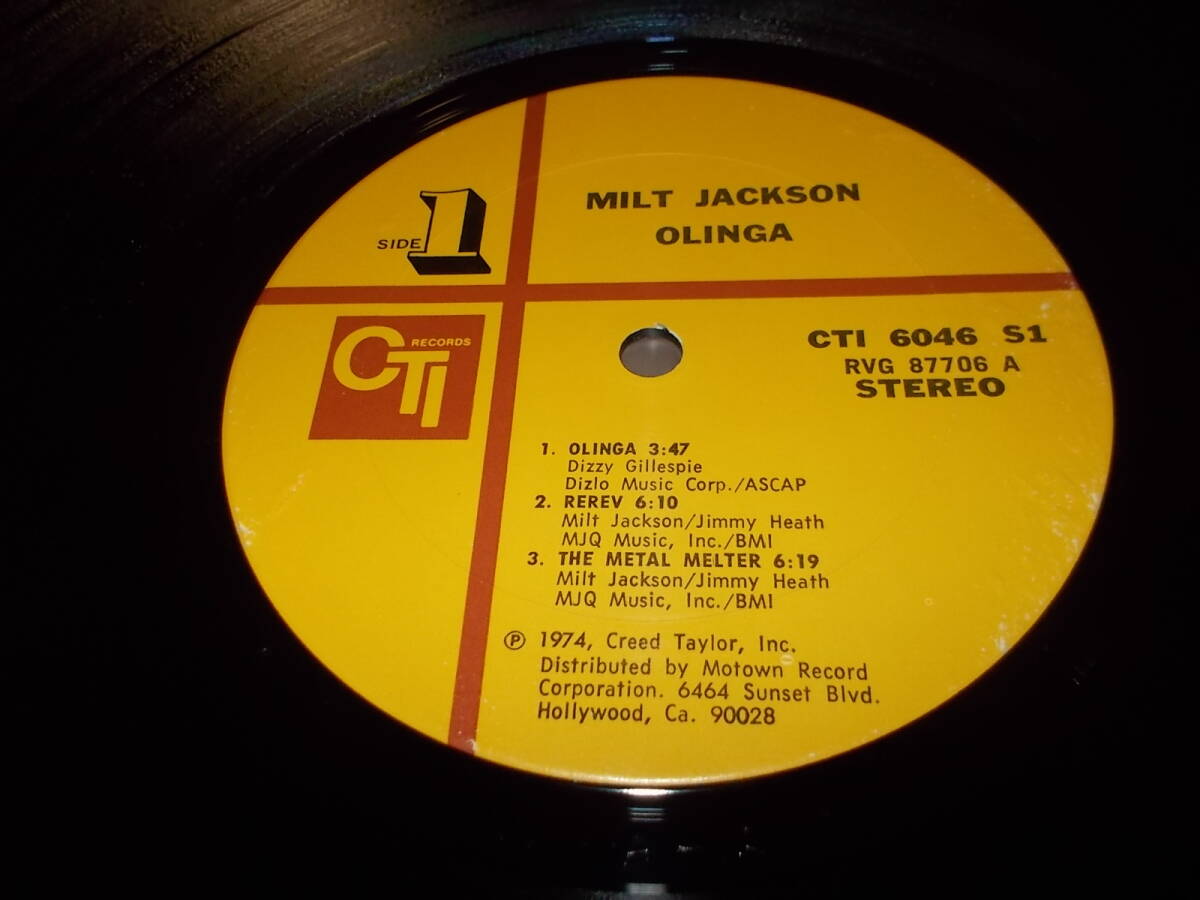 MILT JACKSON
OLINGA
SIDE 1
CTI RECORDS
CTI 6046 S1
RVG 87706 A
STEREO
1. OLINGA 3:47
Dizzy Gillespie
Dizlo Music Corp./ASCAP
2. REREV 6:10
Milt Jackson/Jimmy Heath
MJQ Music, Inc./BMI
3. THE METAL MELTER 6:19
Milt Jackson/Jimmy Heath
MJQ Music, Inc./BMI
Ⓟ 1974, Creed Taylor, Inc.
Distributed by Motown Record
Corporation. 6464 Sunset Blvd.
Hollywood, Ca. 90028